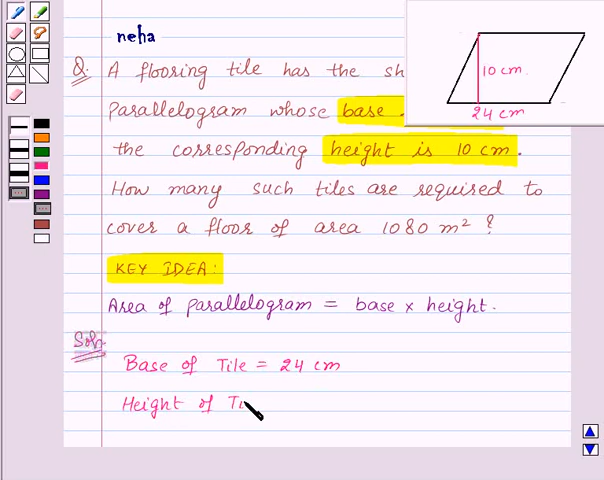 neha
Q. A flooring tile has the sh
parallelogram whose base
the corresponding height is 10 cm.
How many such tiles are required to
cover a floor of area 1080 m² ?
KEY IDEA:
Area of parallelogram = base × height.
Soln
Base of Tile = 24 cm
Height of Ti
10 cm
24 cm